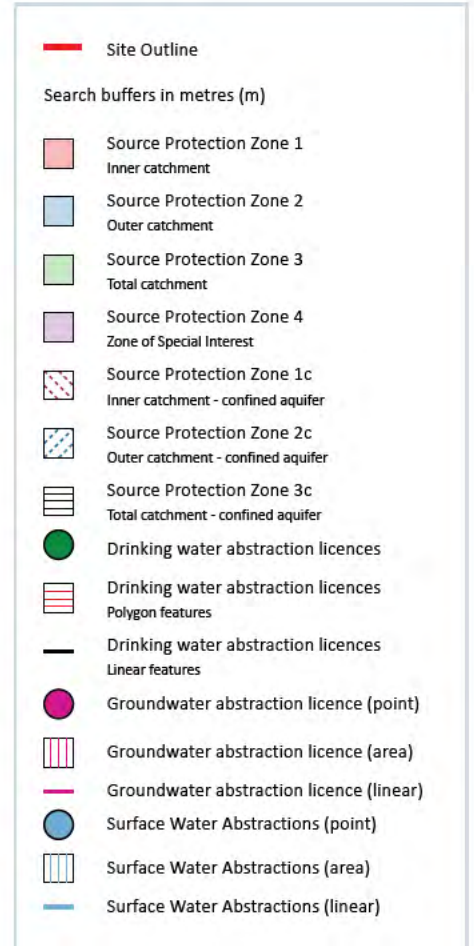 Site Outline
Search buffers in metres (m)
Source Protection Zone 1
Inner catchment
Source Protection Zone 2
Outer catchment
Source Protection Zone 3
Total catchment
Source Protection Zone 4
Zone of Special Interest
Source Protection Zone 1c
Inner catchment - confined aquifer
Source Protection Zone 2c
Outer catchment - confined aquifer
Source Protection Zone 3c
Total catchment - confined aquifer
Drinking water abstraction licences
Drinking water abstraction licences
Polygon features
Drinking water abstraction licences
Linear features
Groundwater abstraction licence (point)
Groundwater abstraction licence (area)
Groundwater abstraction licence (linear)
Surface Water Abstractions (point)
Surface Water Abstractions (area)
Surface Water Abstractions (linear)